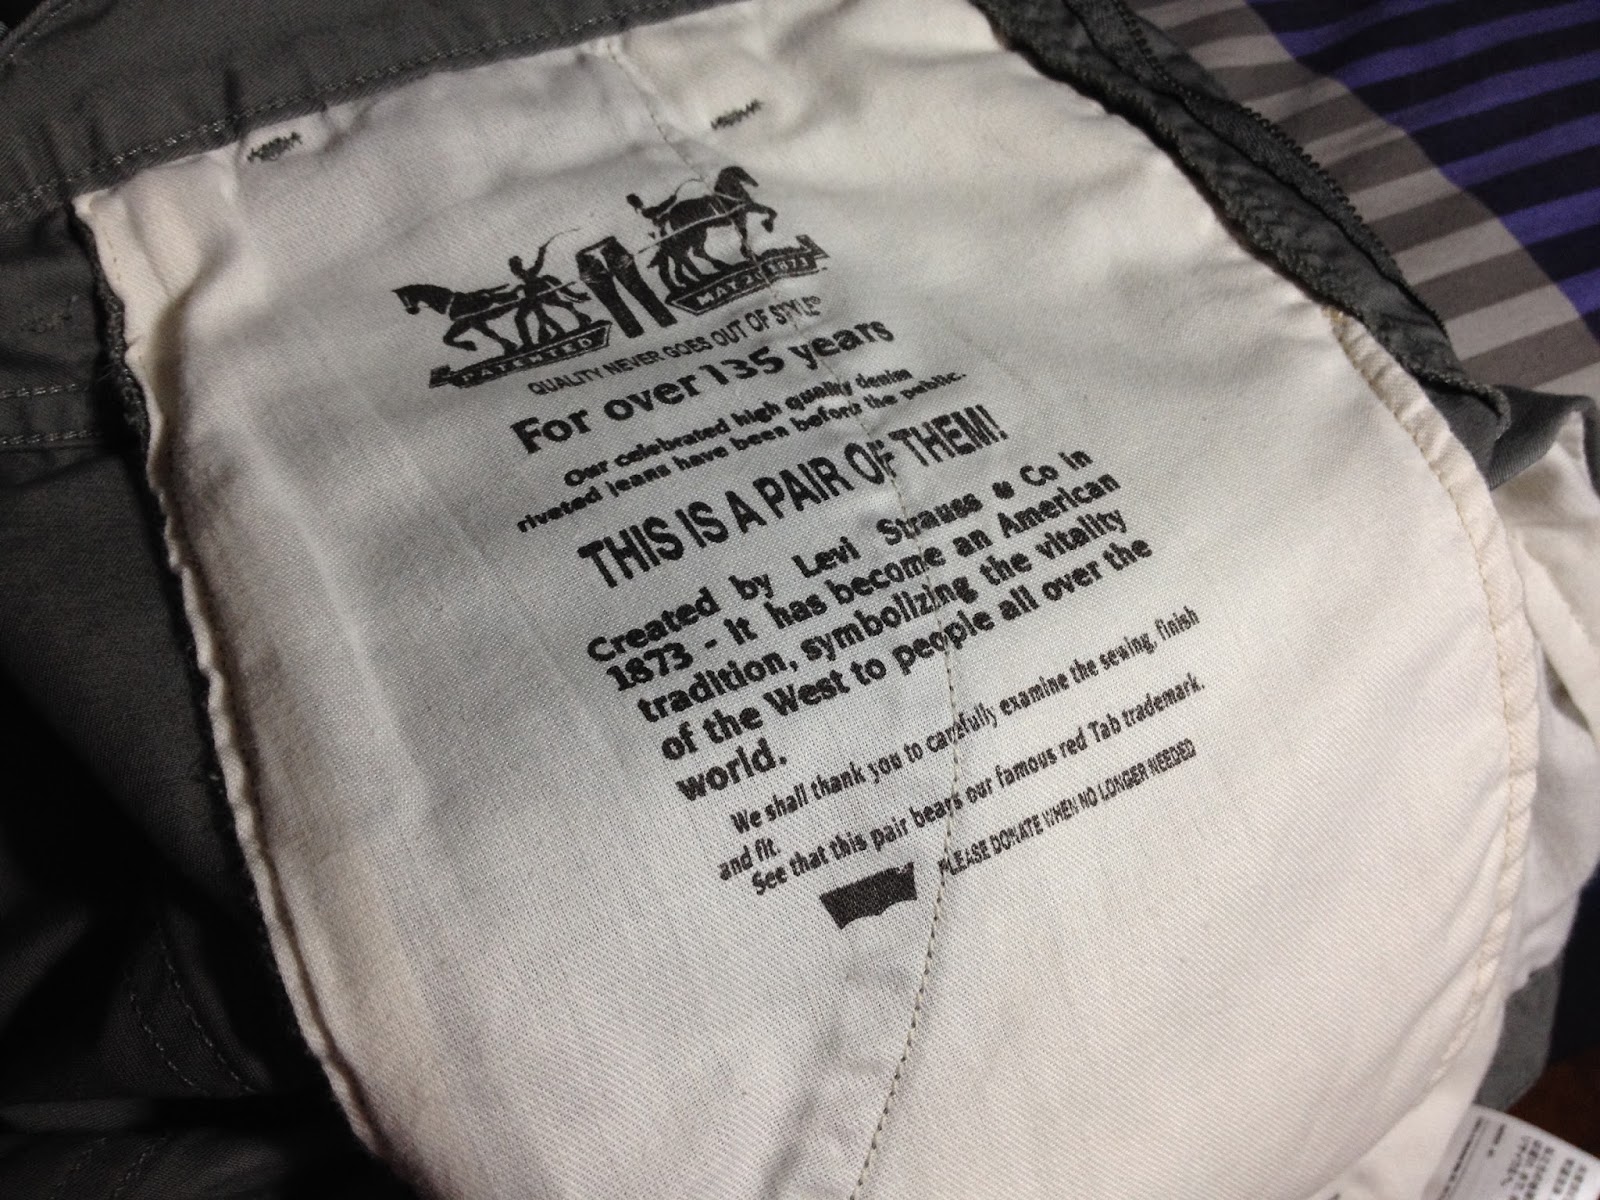 PATENTED MAY 20 1873
QUALITY NEVER GOES OUT OF STYLE®
For over 135 years
Our celebrated high quality denim
riveted jeans have been before the public.
THIS IS A PAIR OF THEM!
Created by Levi Strauss & Co in
1873 - It has become an American
tradition, symbolizing the vitality
of the West to people all over the
world.
We shall thank you to carefully examine the sewing, finish
and fit.
See that this pair bears our famous red Tab trademark.
PLEASE DONATE WHEN NO LONGER NEEDED